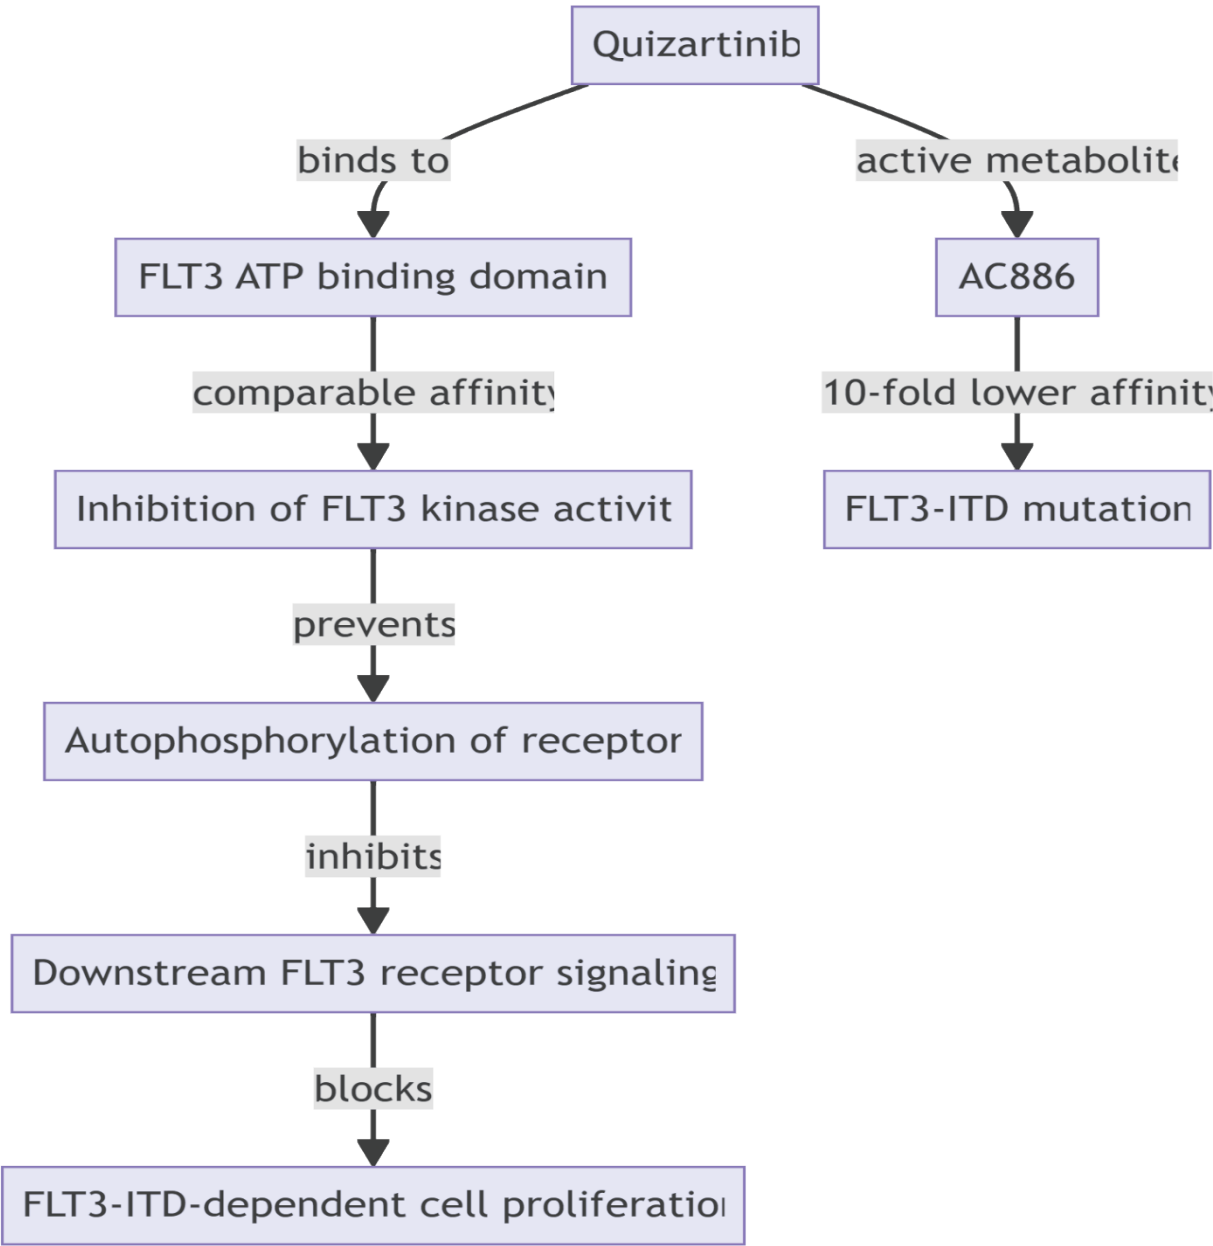 Quizartinib
binds to
active metabolite
FLT3 ATP binding domain
AC886
comparable affinity
10-fold lower affinity
Inhibition of FLT3 kinase activit
FLT3-ITD mutation
prevents
Autophosphorylation of receptor
inhibits
Downstream FLT3 receptor signaling
blocks
FLT3-ITD-dependent cell proliferation